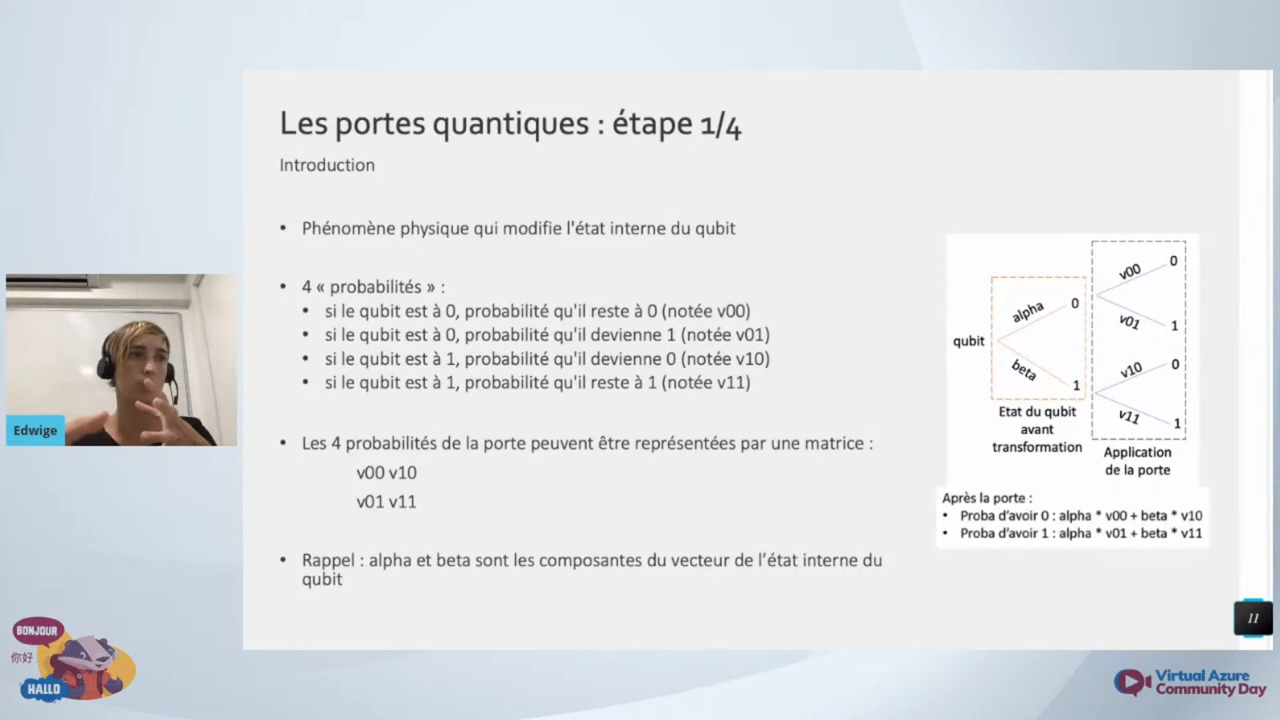 Les portes quantiques : étape 1/4
Introduction
• Phénomène physique qui modifie l'état interne du qubit
• 4 « probabilités » :
• si le qubit est à 0, probabilité qu'il reste à 0 (notée v00)
• si le qubit est à 0, probabilité qu'il devienne 1 (notée v01)
• si le qubit est à 1, probabilité qu'il devienne 0 (notée v10)
• si le qubit est à 1, probabilité qu'il reste à 1 (notée v11)
• Les 4 probabilités de la porte peuvent être représentées par une matrice :
v00 v10
v01 v11
• Rappel : alpha et beta sont les composantes du vecteur de l’état interne du
qubit
qubit
alpha
0
beta
1
Etat du qubit
avant
transformation
v00
0
v01
1
v10
0
v11
1
Application
de la porte
Après la porte :
• Proba d’avoir 0 : alpha * v00 + beta * v10
• Proba d’avoir 1 : alpha * v01 + beta * v11
11
Edwige
BONJOUR
你好
HALLO
Virtual Azure
Community Day